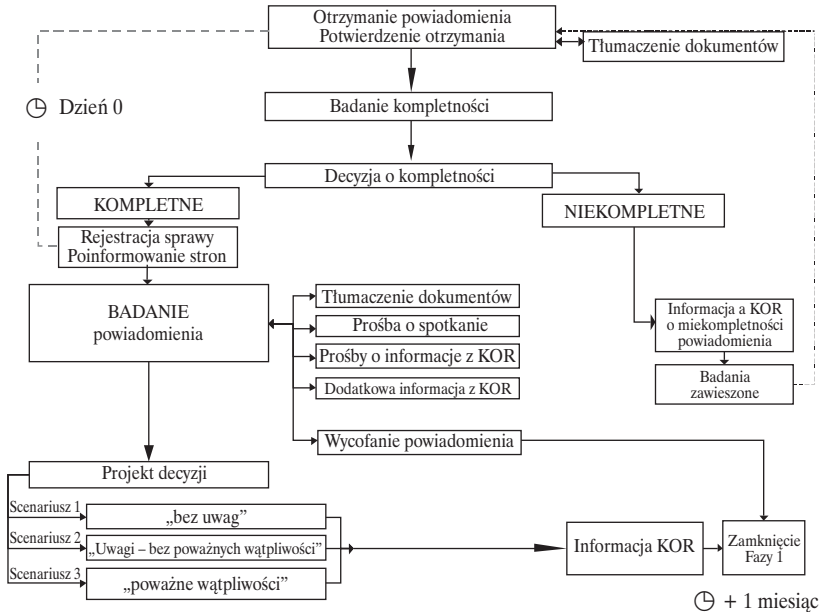 Otrzymanie powiadomienia
Potwierdzenie otrzymania
Tłumaczenie dokumentów
Dzień 0
Badanie kompletności
Decyzja o kompletności
KOMPLETNE
NIEKOMPLETNE
Rejestracja sprawy
Poinformowanie stron
BADANIE
powiadomienia
Tłumaczenie dokumentów
Prośba o spotkanie
Prośby o informacje z KOR
Dodatkowa informacja z KOR
Informacja a KOR
o miekompletności
powiadomienia
Badania
zawieszone
Wycofanie powiadomienia
Projekt decyzji
Scenariusz 1
„bez uwag”
Scenariusz 2
„Uwagi – bez poważnych wątpliwości”
Scenariusz 3
„poważne wątpliwości”
Informacja KOR
Zamknięcie
Fazy 1
+ 1 miesiąc